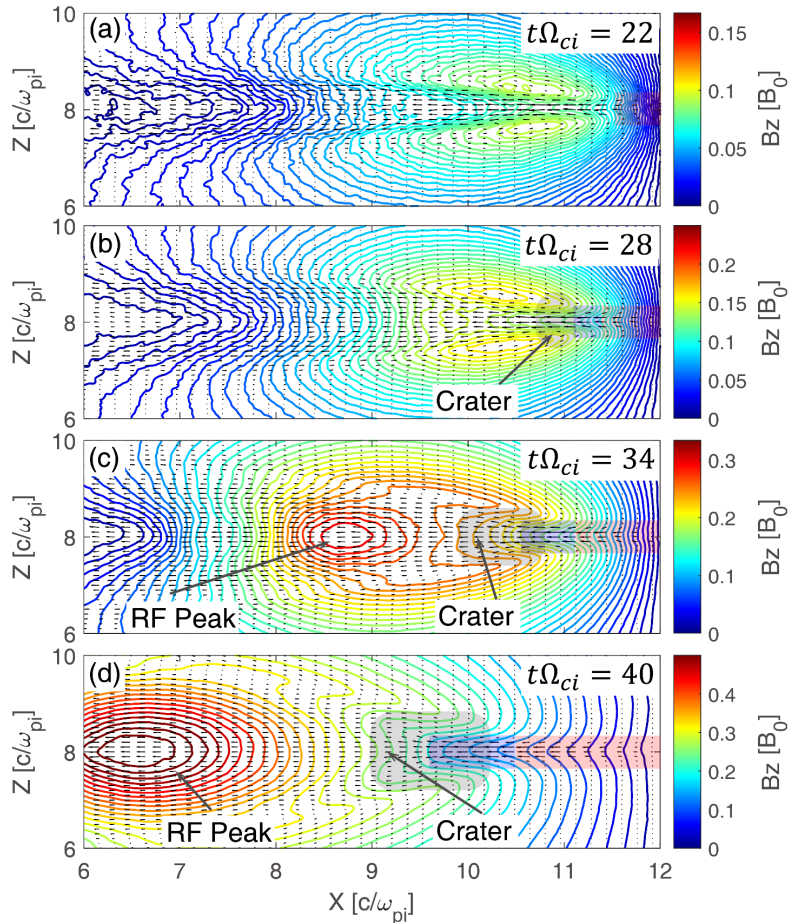 (a)
tΩci = 22
10
8
6
Z [c/ωpi]
0.15
0.1
0.05
0
Bz [B0]
(b)
tΩci = 28
10
8
6
Z [c/ωpi]
Crater
0.2
0.15
0.1
0.05
0
Bz [B0]
(c)
tΩci = 34
10
8
6
Z [c/ωpi]
RF Peak
Crater
0.3
0.2
0.1
0
Bz [B0]
(d)
tΩci = 40
10
8
6
Z [c/ωpi]
RF Peak
Crater
0.4
0.3
0.2
0.1
0
Bz [B0]
6 7 8 9 10 11 12
X [c/ωpi]